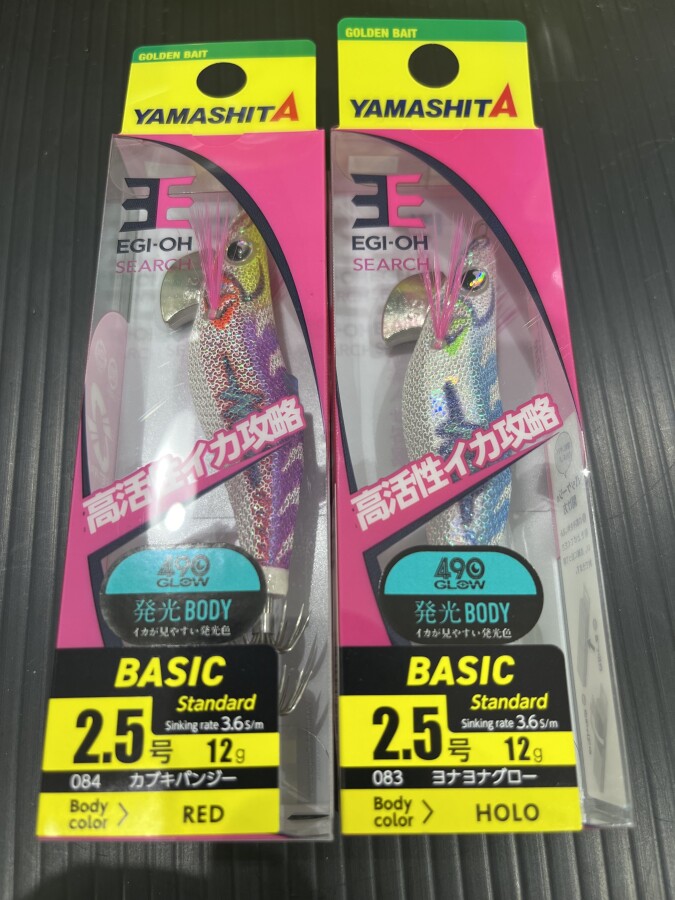 GOLDEN BAIT
YAMASHITA
EGI-OH
SEARCH
高活性イカ攻略
490
GLOW
発光BODY
イカが見やすい発光色
BASIC
Standard
Sinking rate 3.6s/m
2.5号 12g
084 カブキパンジー
Body color > RED
GOLDEN BAIT
YAMASHITA
EGI-OH
SEARCH
高活性イカ攻略
490
GLOW
発光BODY
イカが見やすい発光色
BASIC
Standard
Sinking rate 3.6s/m
2.5号 12g
083 ヨナヨナグロー
Body color > HOLO